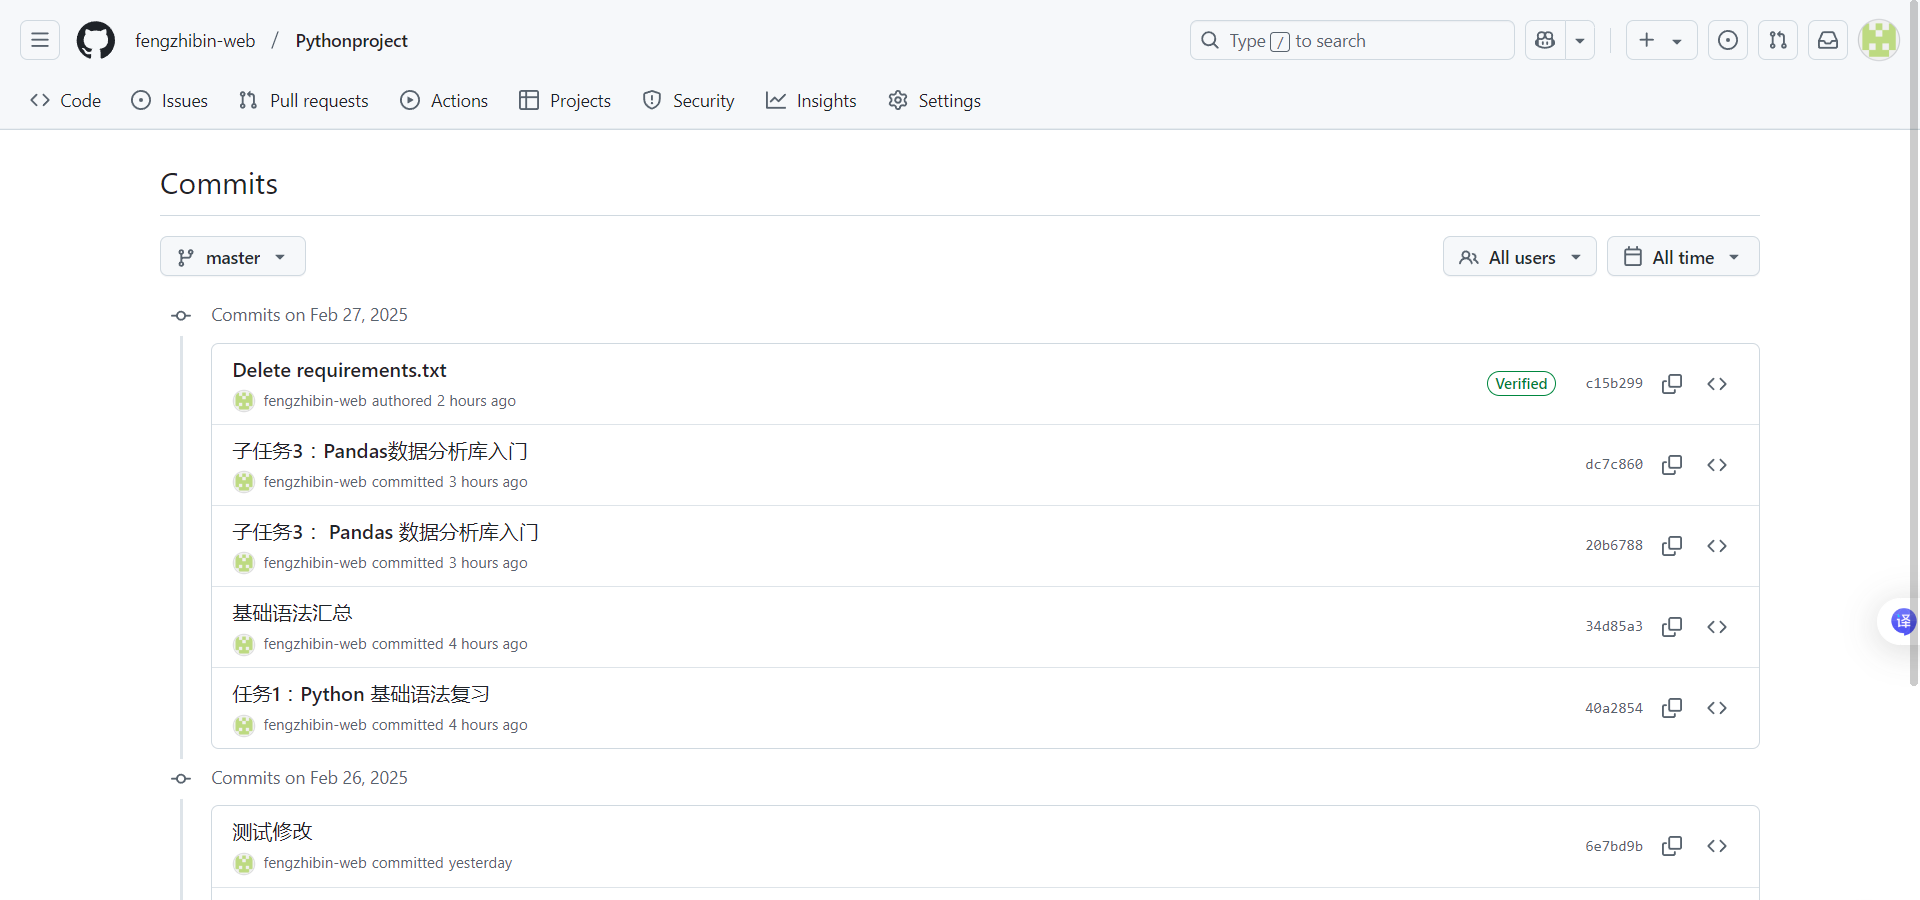 fengzhibin-web / Pythonproject
Type / to search
Code Issues Pull requests Actions Projects Security Insights Settings
Commits
master
All users All time
Commits on Feb 27, 2025
Delete requirements.txt
Verified c15b299
fengzhibin-web authored 2 hours ago
子任务3：Pandas数据分析库入门
dc7c860
fengzhibin-web committed 3 hours ago
子任务3： Pandas 数据分析库入门
20b6788
fengzhibin-web committed 3 hours ago
基础语法汇总
34d85a3
fengzhibin-web committed 4 hours ago
任务1：Python 基础语法复习
40a2854
fengzhibin-web committed 4 hours ago
Commits on Feb 26, 2025
测试修改
6e7bd9b
fengzhibin-web committed yesterday
译